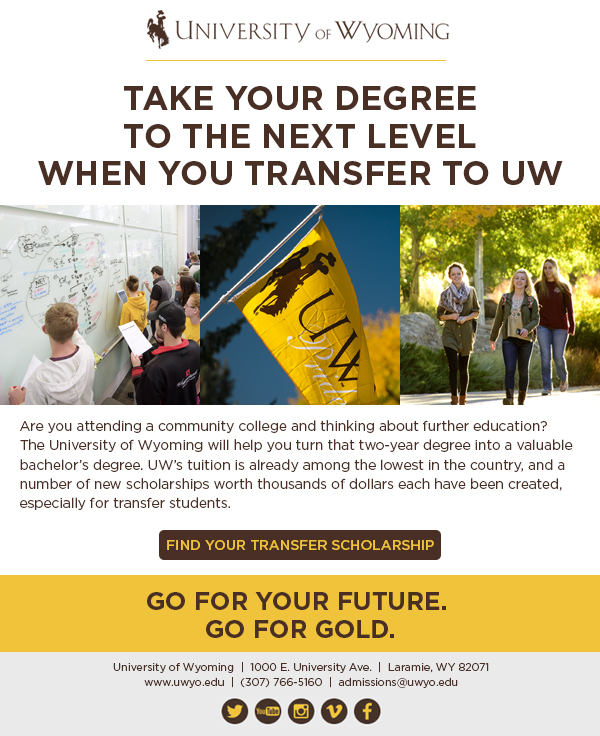 UNIVERSITY OF WYOMING
TAKE YOUR DEGREE
TO THE NEXT LEVEL
WHEN YOU TRANSFER TO UW
UW
Pride
Are you attending a community college and thinking about further education?
The University of Wyoming will help you turn that two-year degree into a valuable
bachelor's degree. UW's tuition is already among the lowest in the country, and a
number of new scholarships worth thousands of dollars each have been created,
especially for transfer students.
FIND YOUR TRANSFER SCHOLARSHIP
GO FOR YOUR FUTURE.
GO FOR GOLD.
University of Wyoming | 1000 E. University Ave. | Laramie, WY 82071
www.uwyo.edu | (307) 766-5160 | admissions@uwyo.edu
You Tube